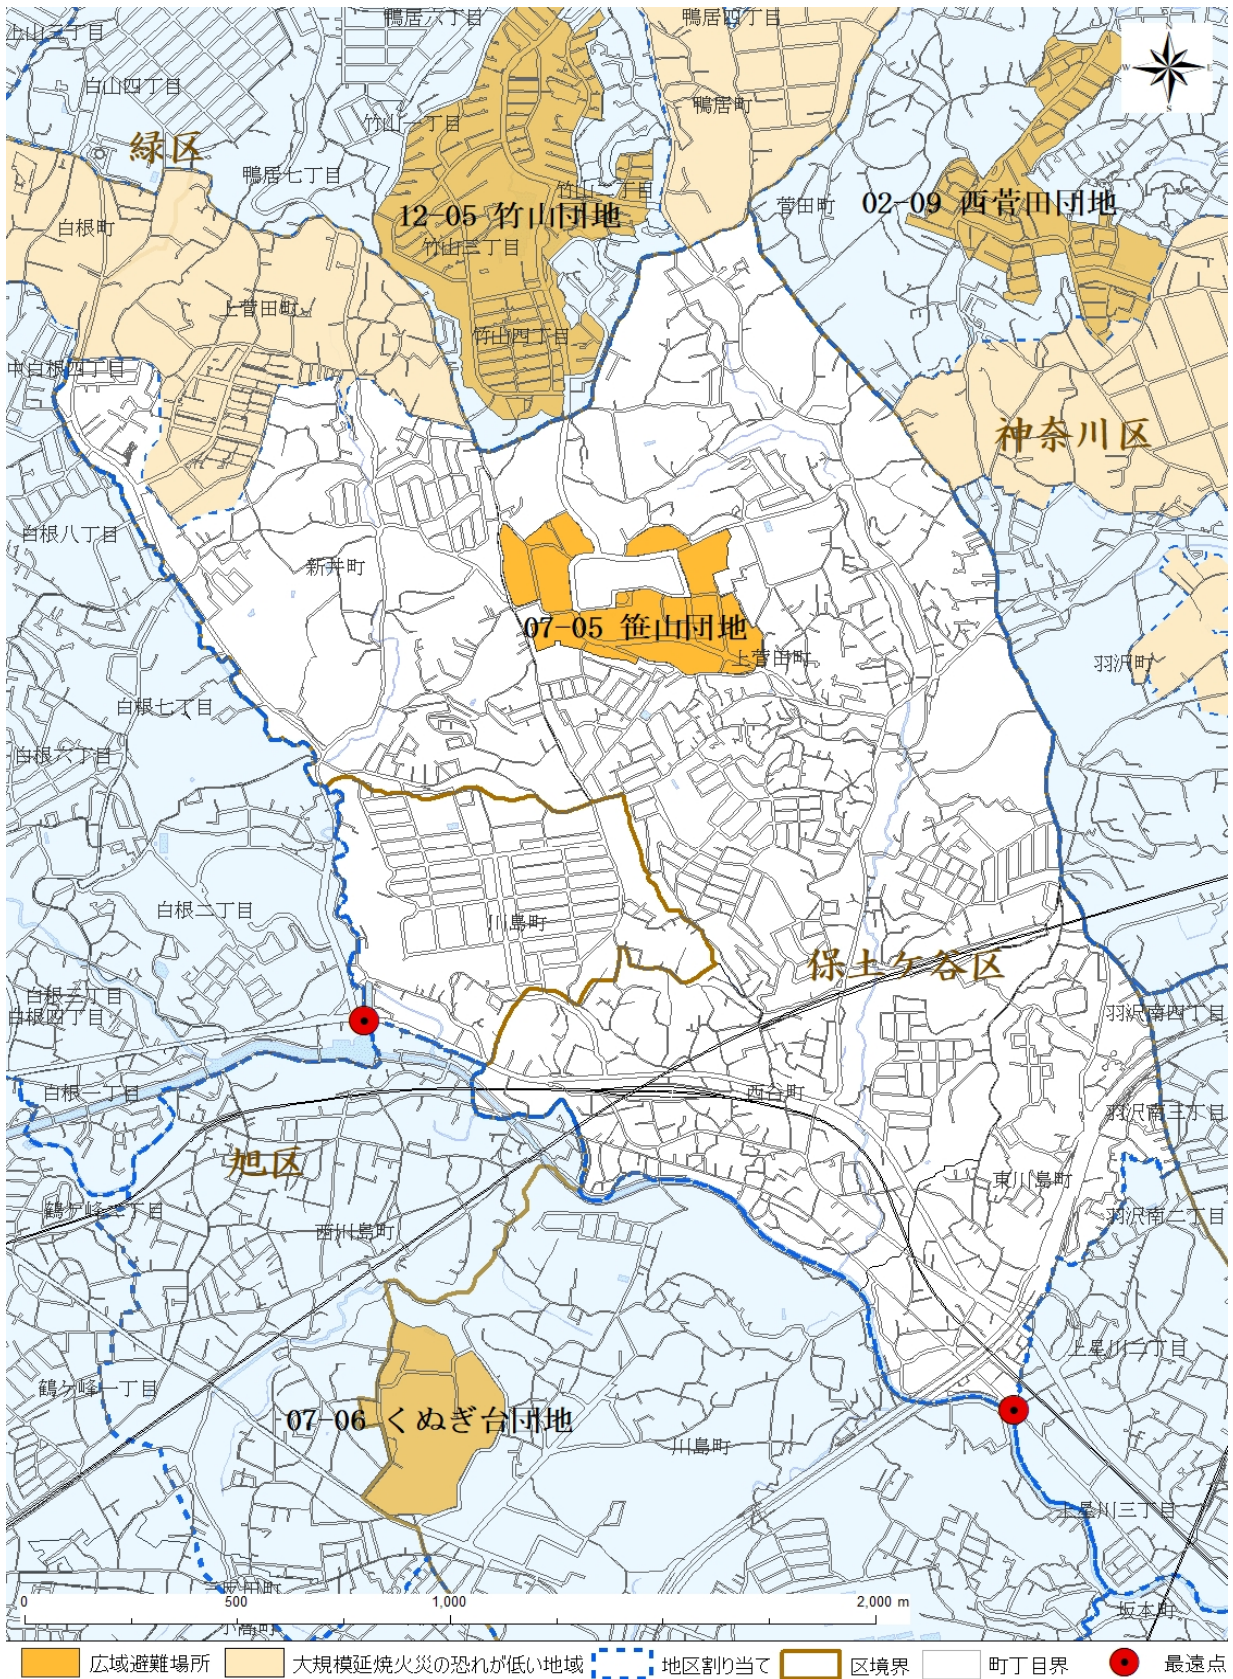 上山三丁目
鴨居六丁目
鴨居四丁目
白山四丁目
鴨居町
竹山一丁目
緑区
鴨居七丁目
竹山一丁目
菅田町
02-09 西菅田団地
12-05 竹山団地
白根町
竹山三丁目
上菅田町
竹山四丁目
中白根四丁目
神奈川区
白根八丁目
新井町
07-05 笹山団地
上菅田町
羽沢町
白根七丁目
白根六丁目
白根二丁目
川島町
保土ケ谷区
白根三丁目
白根四丁目
羽沢南四丁目
白根一丁目
西谷町
羽沢南三丁目
旭区
東川島町
鶴ケ峰二丁目
西川島町
羽沢南二丁目
上星川二丁目
鶴ケ峰一丁目
07-06 くぬぎ台団地
川島町
上星川三丁目
坂本町
0 500 1,000 2,000 m
広域避難場所 大規模延焼火災の恐れが低い地域 地区割り当て 区境界 町丁目界 最遠点
N
W E
S